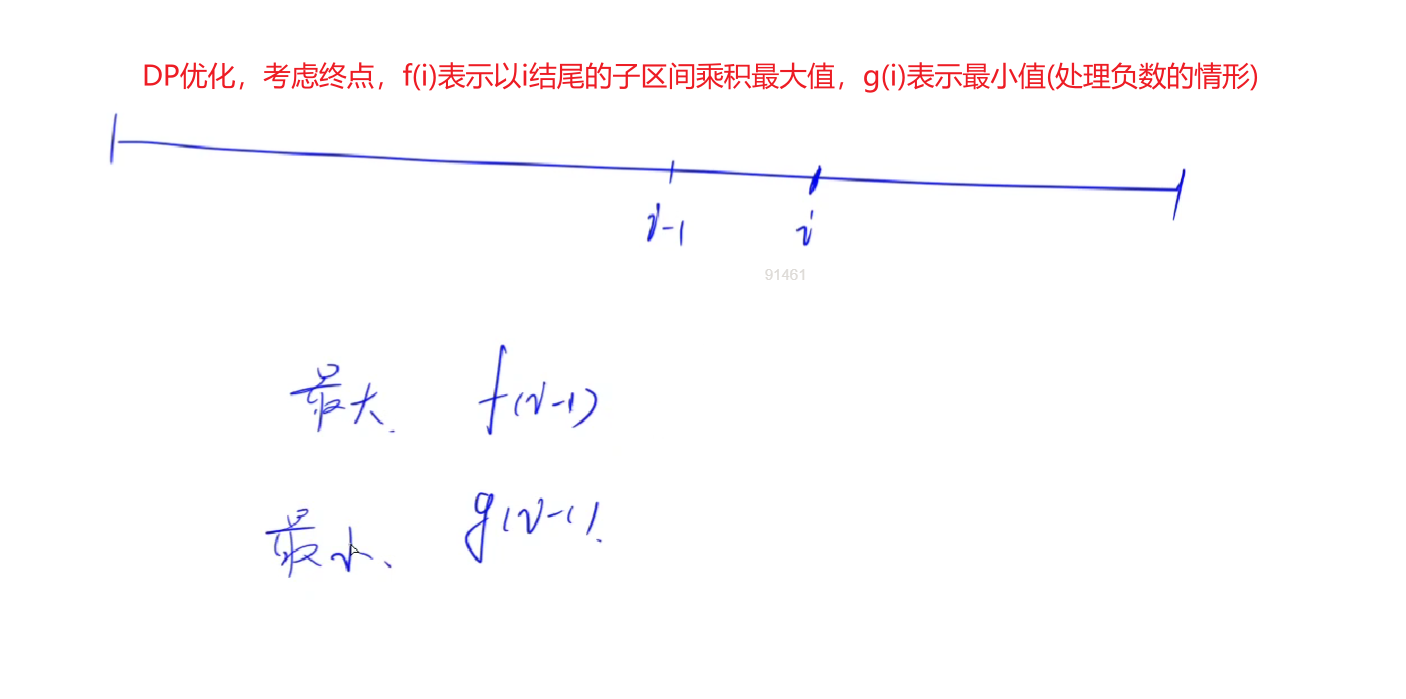 DP优化，考虑终点，f(i)表示以i结尾的子区间乘积最大值，g(i)表示最小值(处理负数的情形)
i-1 i
91461
最大. f(i-1)
最小、 g(i-1).